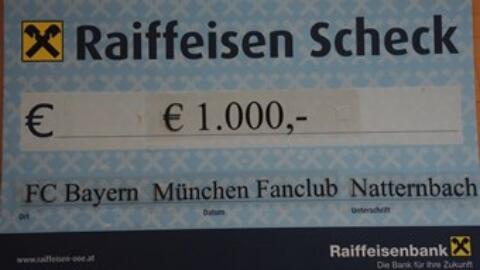 Raiffeisen Scheck
€ € 1.000,-
FC Bayern München Fanclub Natternbach
Ort Datum Unterschrift
www.raiffeisen-ooe.at Raiffeisenbank
Die Bank für Ihre Zukunft